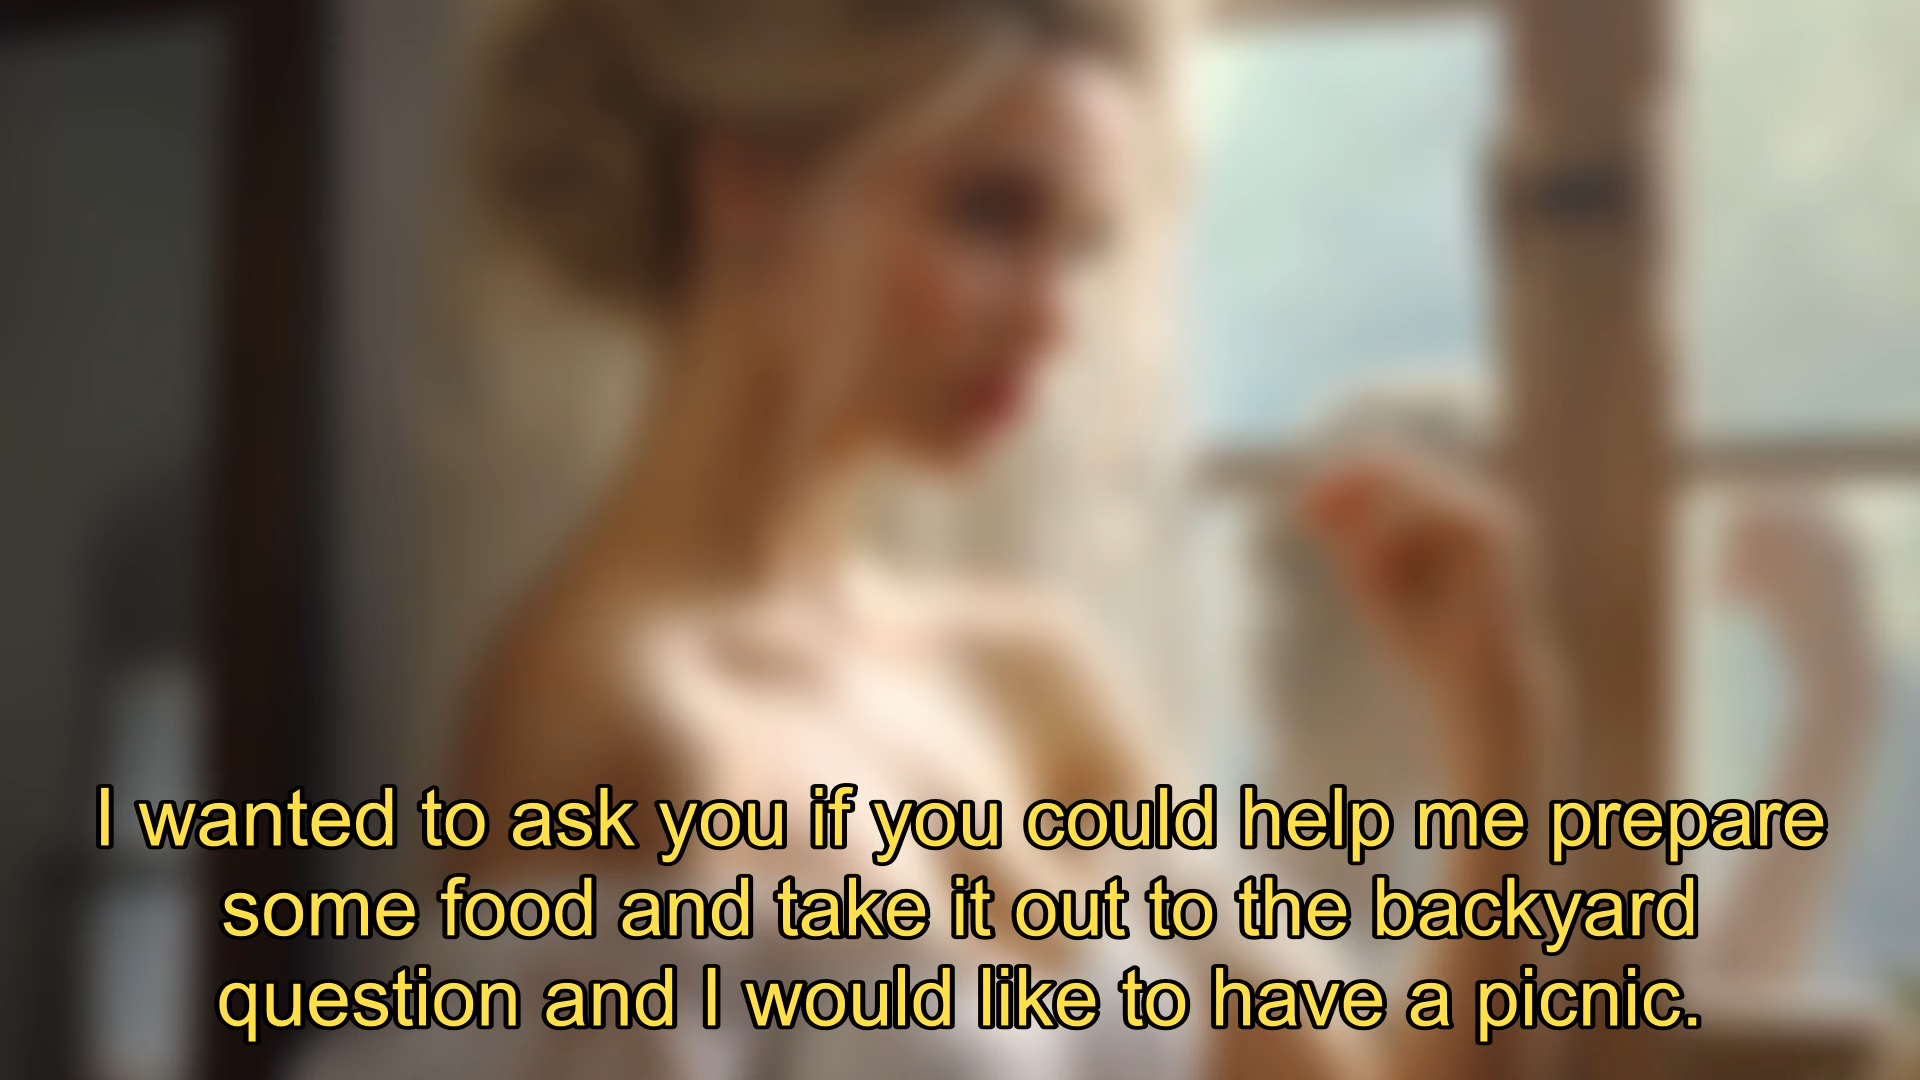 I wanted to ask you if you could help me prepare
some food and take it out to the backyard
question and I would like to have a picnic.